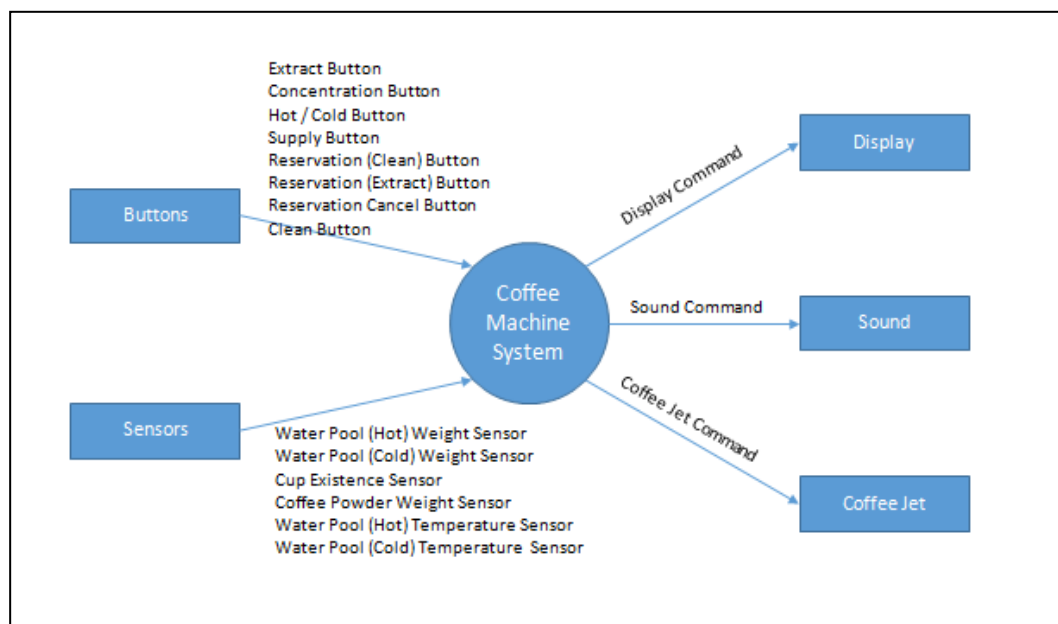 Extract Button
Concentration Button
Hot / Cold Button
Supply Button
Reservation (Clean) Button
Reservation (Extract) Button
Reservation Cancel Button
Clean Button
Buttons
Sensors
Water Pool (Hot) Weight Sensor
Water Pool (Cold) Weight Sensor
Cup Existence Sensor
Coffee Powder Weight Sensor
Water Pool (Hot) Temperature Sensor
Water Pool (Cold) Temperature Sensor
Coffee
Machine
System
Display Command
Display
Sound Command
Sound
Coffee Jet Command
Coffee Jet